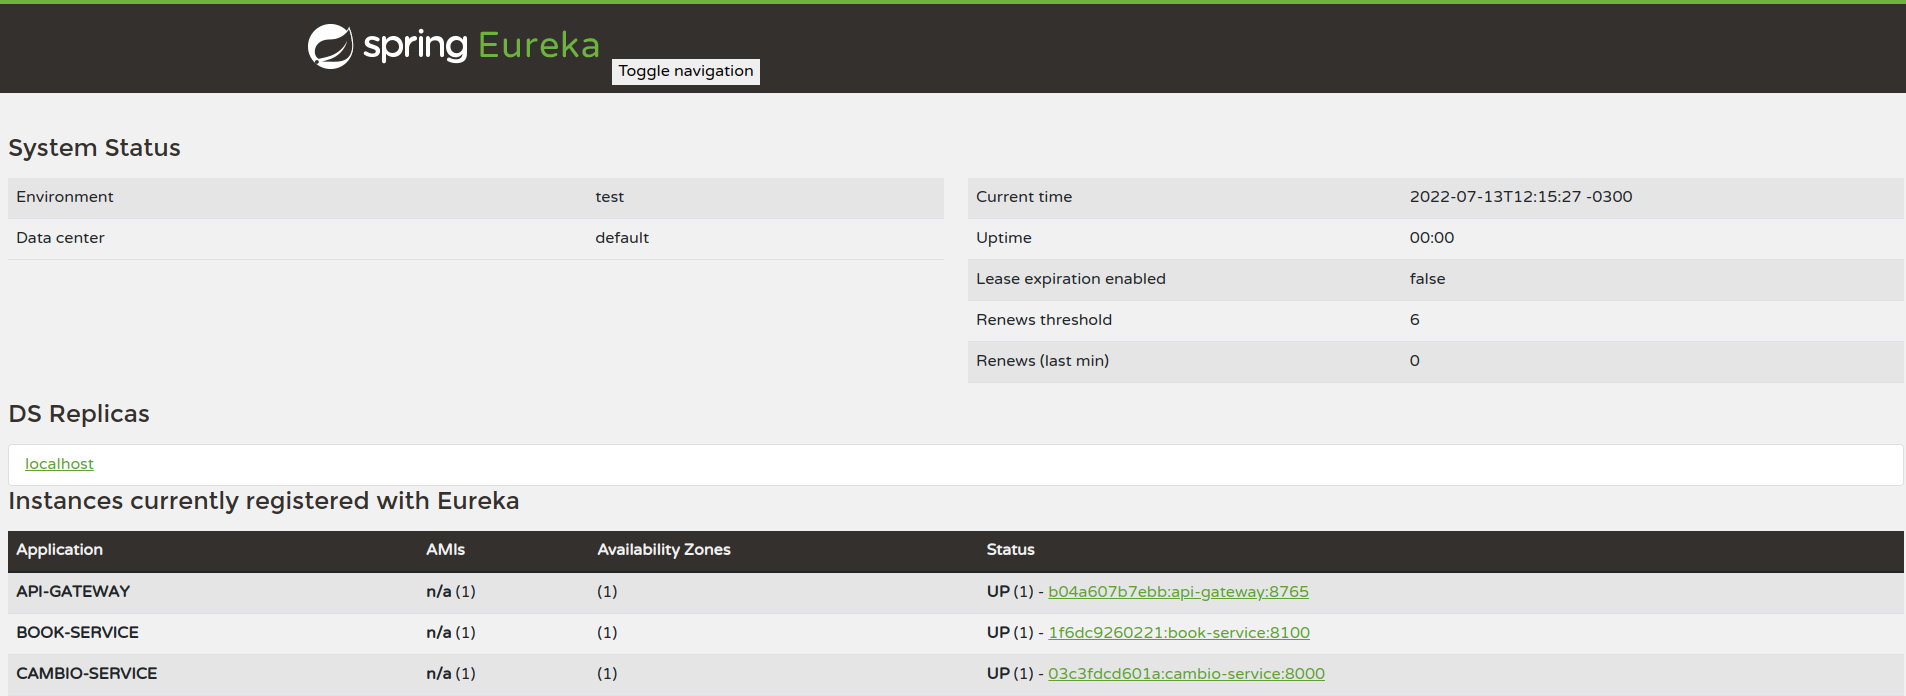 spring Eureka
Toggle navigation
System Status
Environment test
Data center default
Current time 2022-07-13T12:15:27 -0300
Uptime 00:00
Lease expiration enabled false
Renews threshold 6
Renews (last min) 0
DS Replicas
localhost
Instances currently registered with Eureka
Application AMIs Availability Zones Status
API-GATEWAY n/a (1) (1) UP (1) - b04a607b7ebb:api-gateway:8765
BOOK-SERVICE n/a (1) (1) UP (1) - 1f6dc9260221:book-service:8100
CAMBIO-SERVICE n/a (1) (1) UP (1) - 03c3fdcd601a:cambio-service:8000